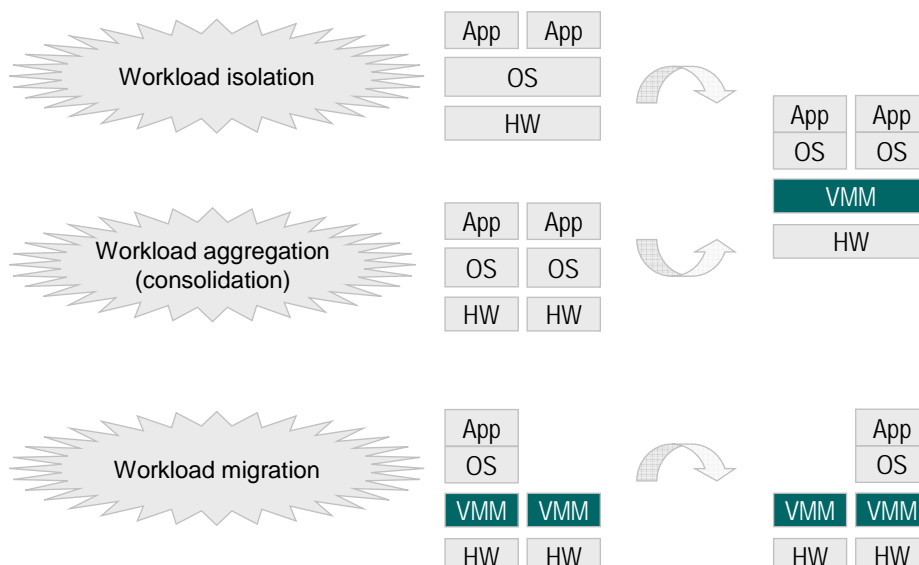 Workload isolation
App App
OS
HW
App App
OS OS
VMM
HW
Workload aggregation
(consolidation)
App App
OS OS
HW HW
Workload migration
App
OS
VMM VMM
HW HW
App
OS
VMM VMM
HW HW